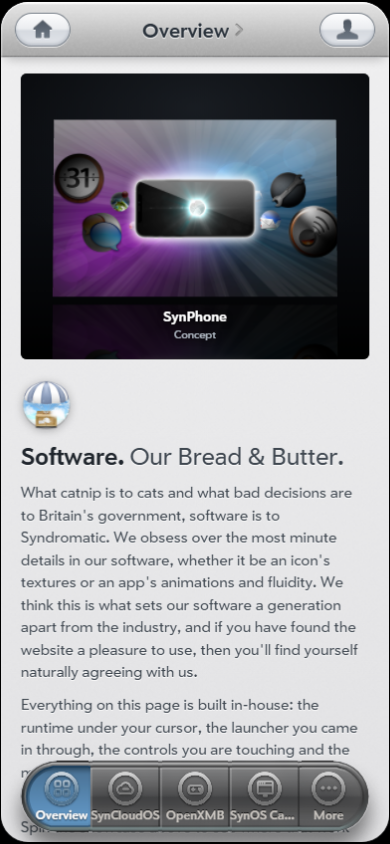 Overview
31
SynPhone
Concept
Software. Our Bread & Butter.
What catnip is to cats and what bad decisions are
to Britain's government, software is to
Syndromatic. We obsess over the most minute
details in our software, whether it be an icon's
textures or an app's animations and fluidity. We
think this is what sets our software a generation
apart from the industry, and if you have found the
website a pleasure to use, then you'll find yourself
naturally agreeing with us.
Everything on this page is built in-house: the
runtime under your cursor, the launcher you came
in through, the controls you are touching and the
Overview SynCloudOS OpenXMB SynOS Ca... More